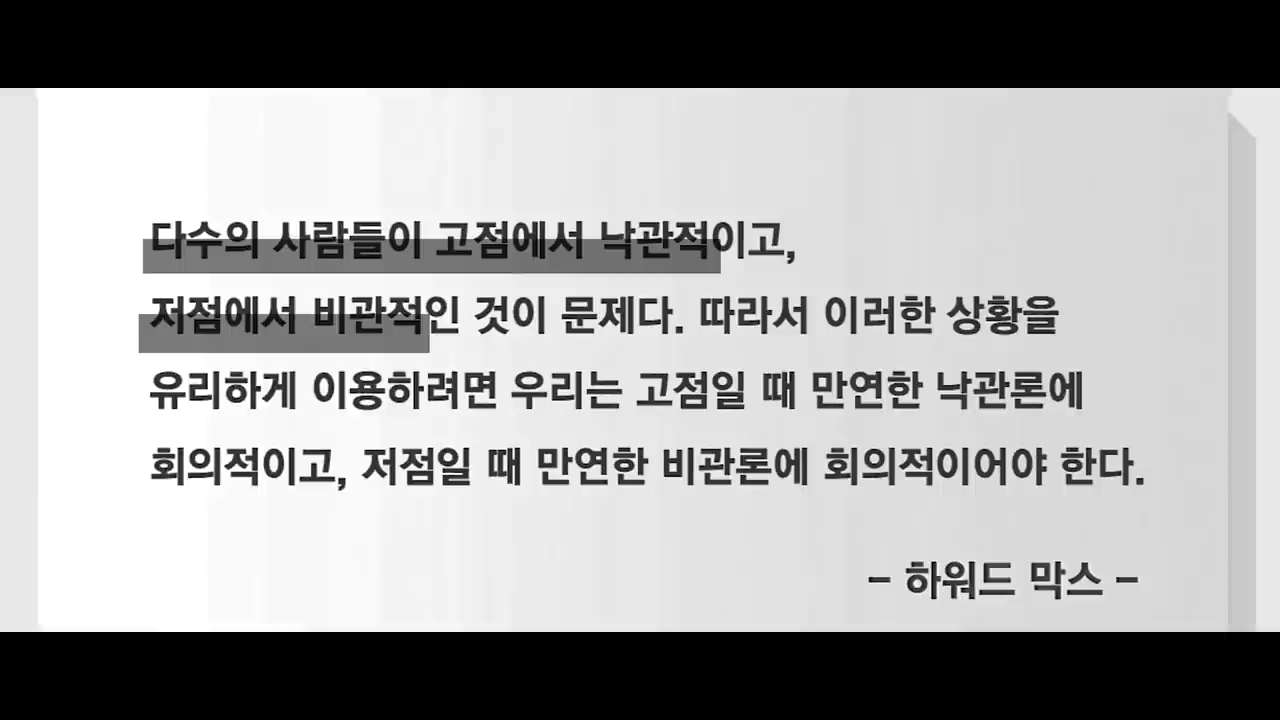 다수의 사람들이 고점에서 낙관적이고,
저점에서 비관적인 것이 문제다. 따라서 이러한 상황을
유리하게 이용하려면 우리는 고점일 때 만연한 낙관론에
회의적이고, 저점일 때 만연한 비관론에 회의적이어야 한다.
- 하워드 막스 -